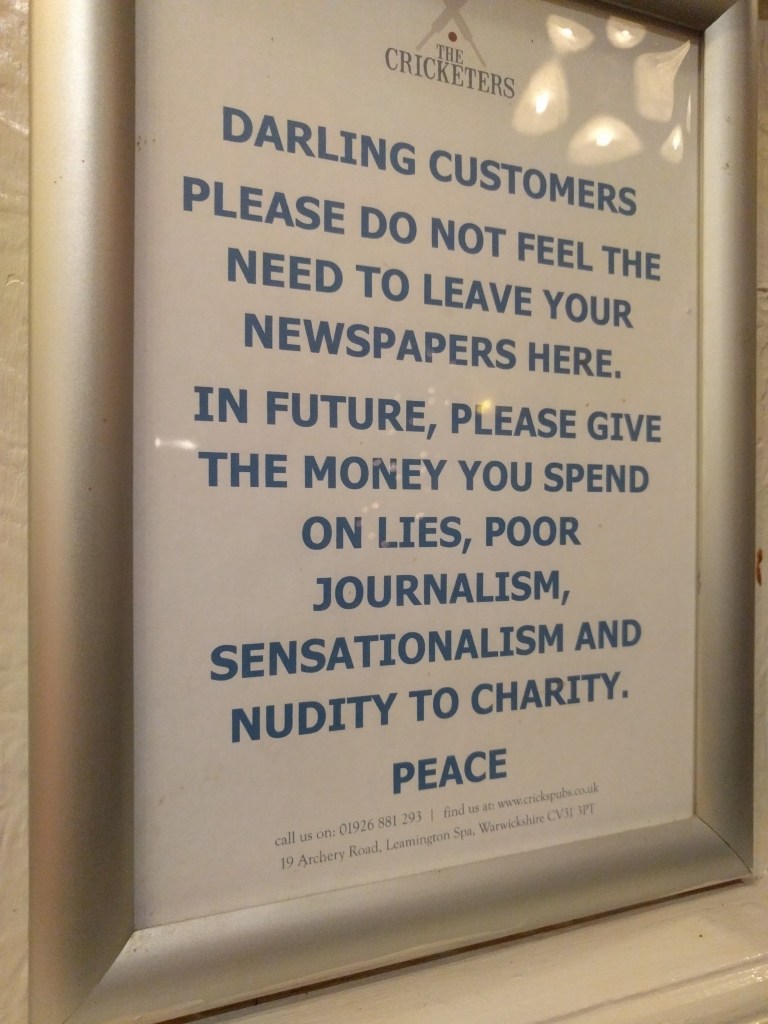 THE
CRICKETERS
DARLING CUSTOMERS
PLEASE DO NOT FEEL THE
NEED TO LEAVE YOUR
NEWSPAPERS HERE.
IN FUTURE, PLEASE GIVE
THE MONEY YOU SPEND
ON LIES, POOR
JOURNALISM,
SENSATIONALISM AND
NUDITY TO CHARITY.
PEACE
call us on: 01926 881 293 | find us at: www.crickspubs.co.uk
19 Archery Road, Leamington Spa, Warwickshire CV31 3PT